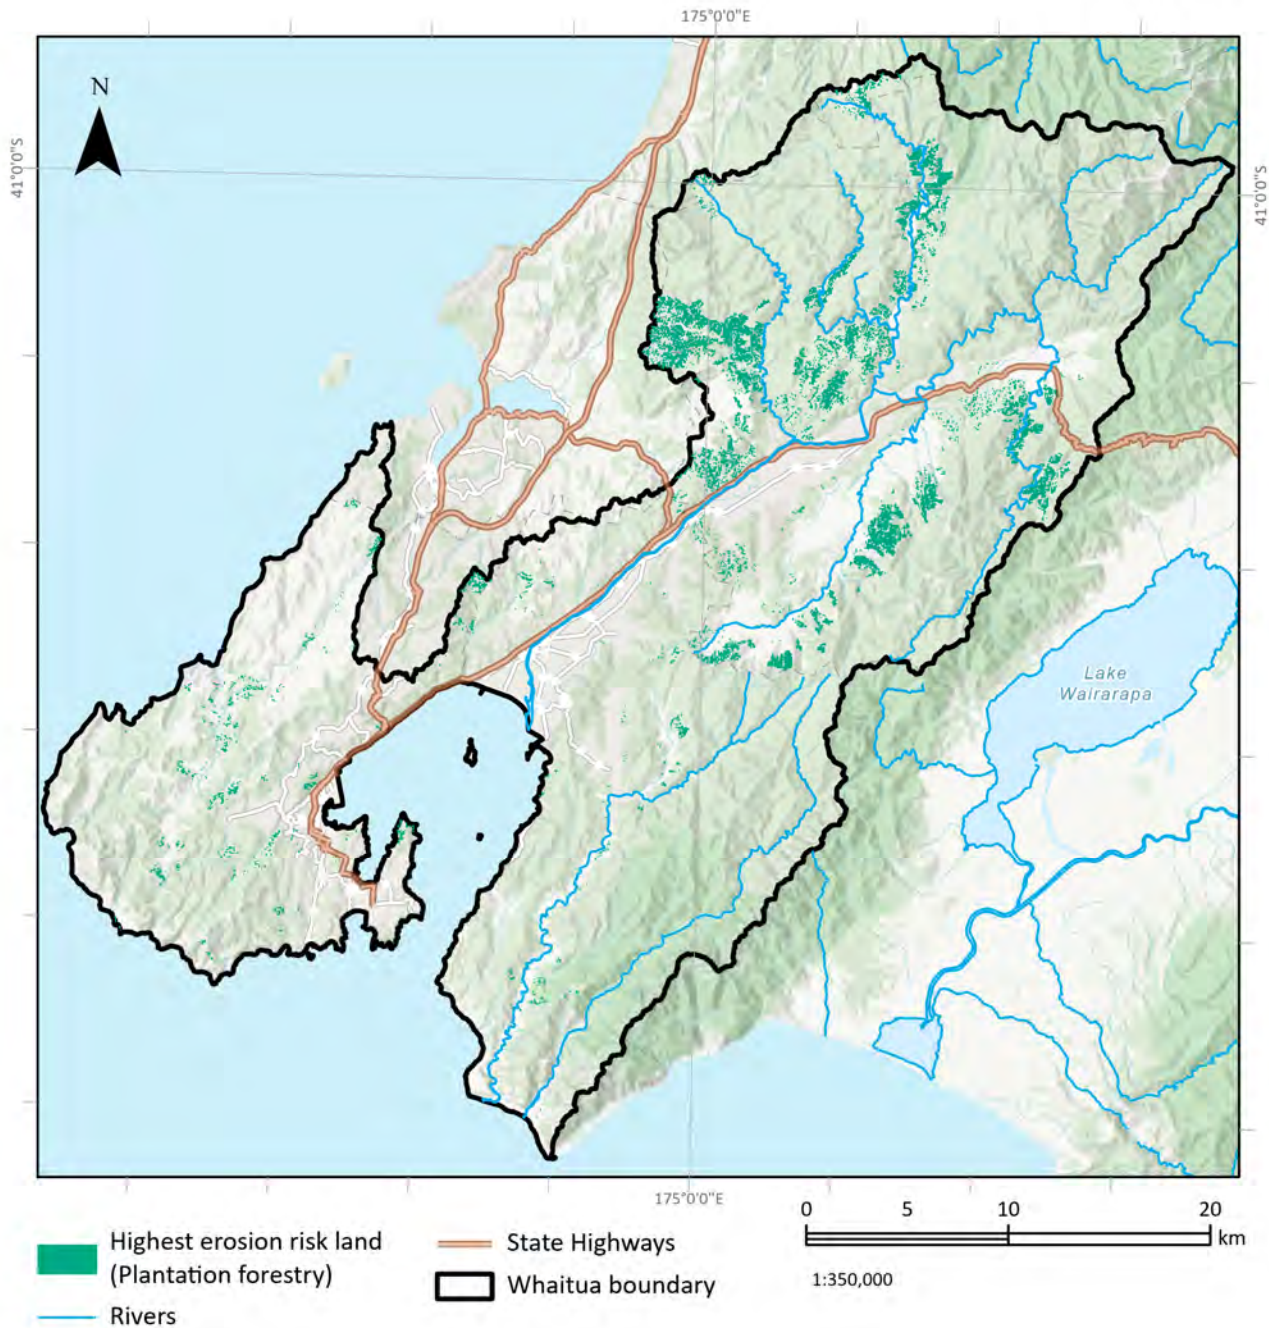 175°0'0"E
N
41°0'0"S
41°0'0"S
Lake
Wairarapa
175°0'0"E
Highest erosion risk land
(Plantation forestry)
Rivers
State Highways
Whaitua boundary
0 5 10 20
km
1:350,000